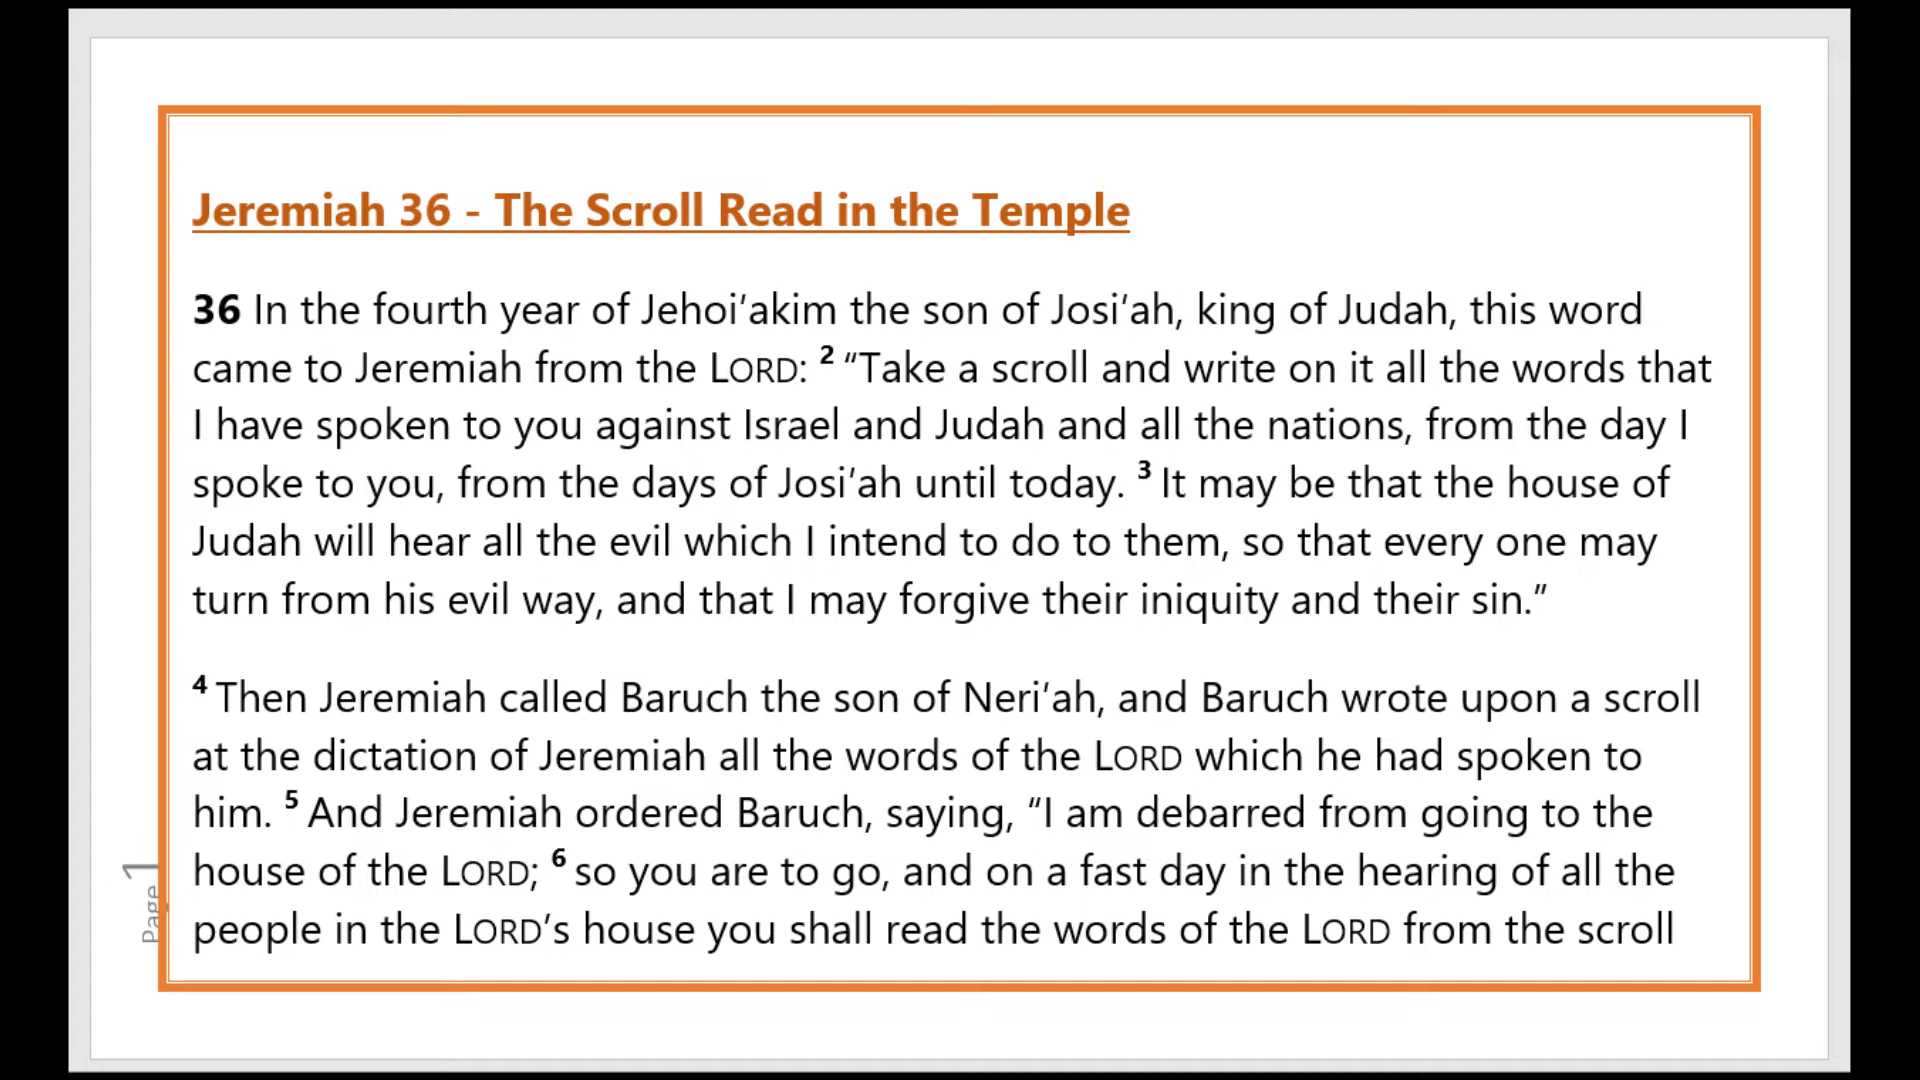 Jeremiah 36 - The Scroll Read in the Temple
36 In the fourth year of Jehoi′akim the son of Josi′ah, king of Judah, this word
came to Jeremiah from the LORD: 2 “Take a scroll and write on it all the words that
I have spoken to you against Israel and Judah and all the nations, from the day I
spoke to you, from the days of Josi′ah until today. 3 It may be that the house of
Judah will hear all the evil which I intend to do to them, so that every one may
turn from his evil way, and that I may forgive their iniquity and their sin.”
4 Then Jeremiah called Baruch the son of Neri′ah, and Baruch wrote upon a scroll
at the dictation of Jeremiah all the words of the LORD which he had spoken to
him. 5 And Jeremiah ordered Baruch, saying, “I am debarred from going to the
house of the LORD; 6 so you are to go, and on a fast day in the hearing of all the
people in the LORD’s house you shall read the words of the LORD from the scroll
Page 1